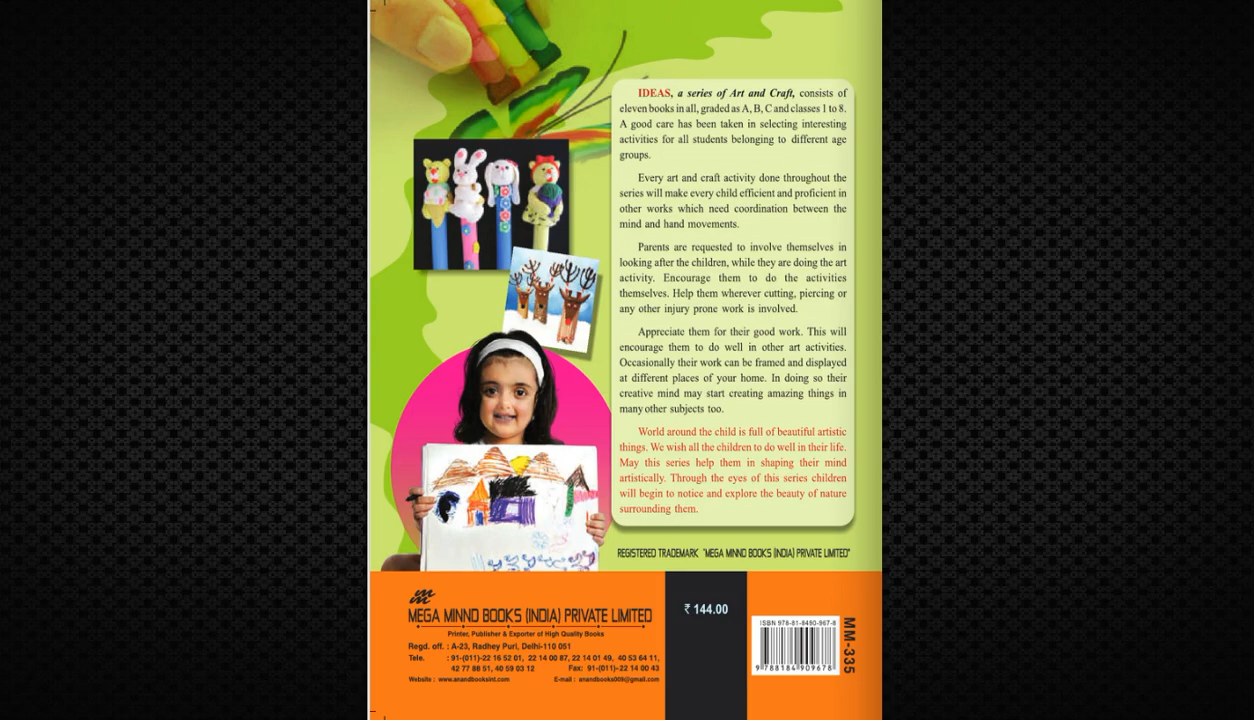 IDEAS, a series of Art and Craft, consists of
eleven books in all, graded as A, B, C and classes 1 to 8.
A good care has been taken in selecting interesting
activities for all students belonging to different age
groups.
Every art and craft activity done throughout the
series will make every child efficient and proficient in
other works which need coordination between the
mind and hand movements.
Parents are requested to involve themselves in
looking after the children, while they are doing the art
activity. Encourage them to do the activities
themselves. Help them wherever cutting, piercing or
any other injury prone work is involved.
Appreciate them for their good work. This will
encourage them to do well in other art activities.
Occasionally their work can be framed and displayed
at different places of your home. In doing so their
creative mind may start creating amazing things in
many other subjects too.
World around the child is full of beautiful artistic
things. We wish all the children to do well in their life.
May this series help them in shaping their mind
artistically. Through the eyes of this series children
will begin to notice and explore the beauty of nature
surrounding them.
REGISTERED TRADEMARK "MEGA MINND BOOKS (INDIA) PRIVATE LIMITED"
MEGA MINND BOOKS (INDIA) PRIVATE LIMITED
Printer, Publisher & Exporter of High Quality Books
Regd. off. : A-23, Radhey Puri, Delhi-110 051
Tele. : 91-(011)-22 16 52 01, 22 14 00 87, 22 14 01 49, 40 53 64 11,
42 77 88 51, 40 59 03 12 Fax: 91-(011)-22 14 00 43
Website : www.anandbooksint.com E-mail : anandbooks009@gmail.com
₹ 144.00
ISBN 978-81-8490-967-8
9 788184 909678
MM-335